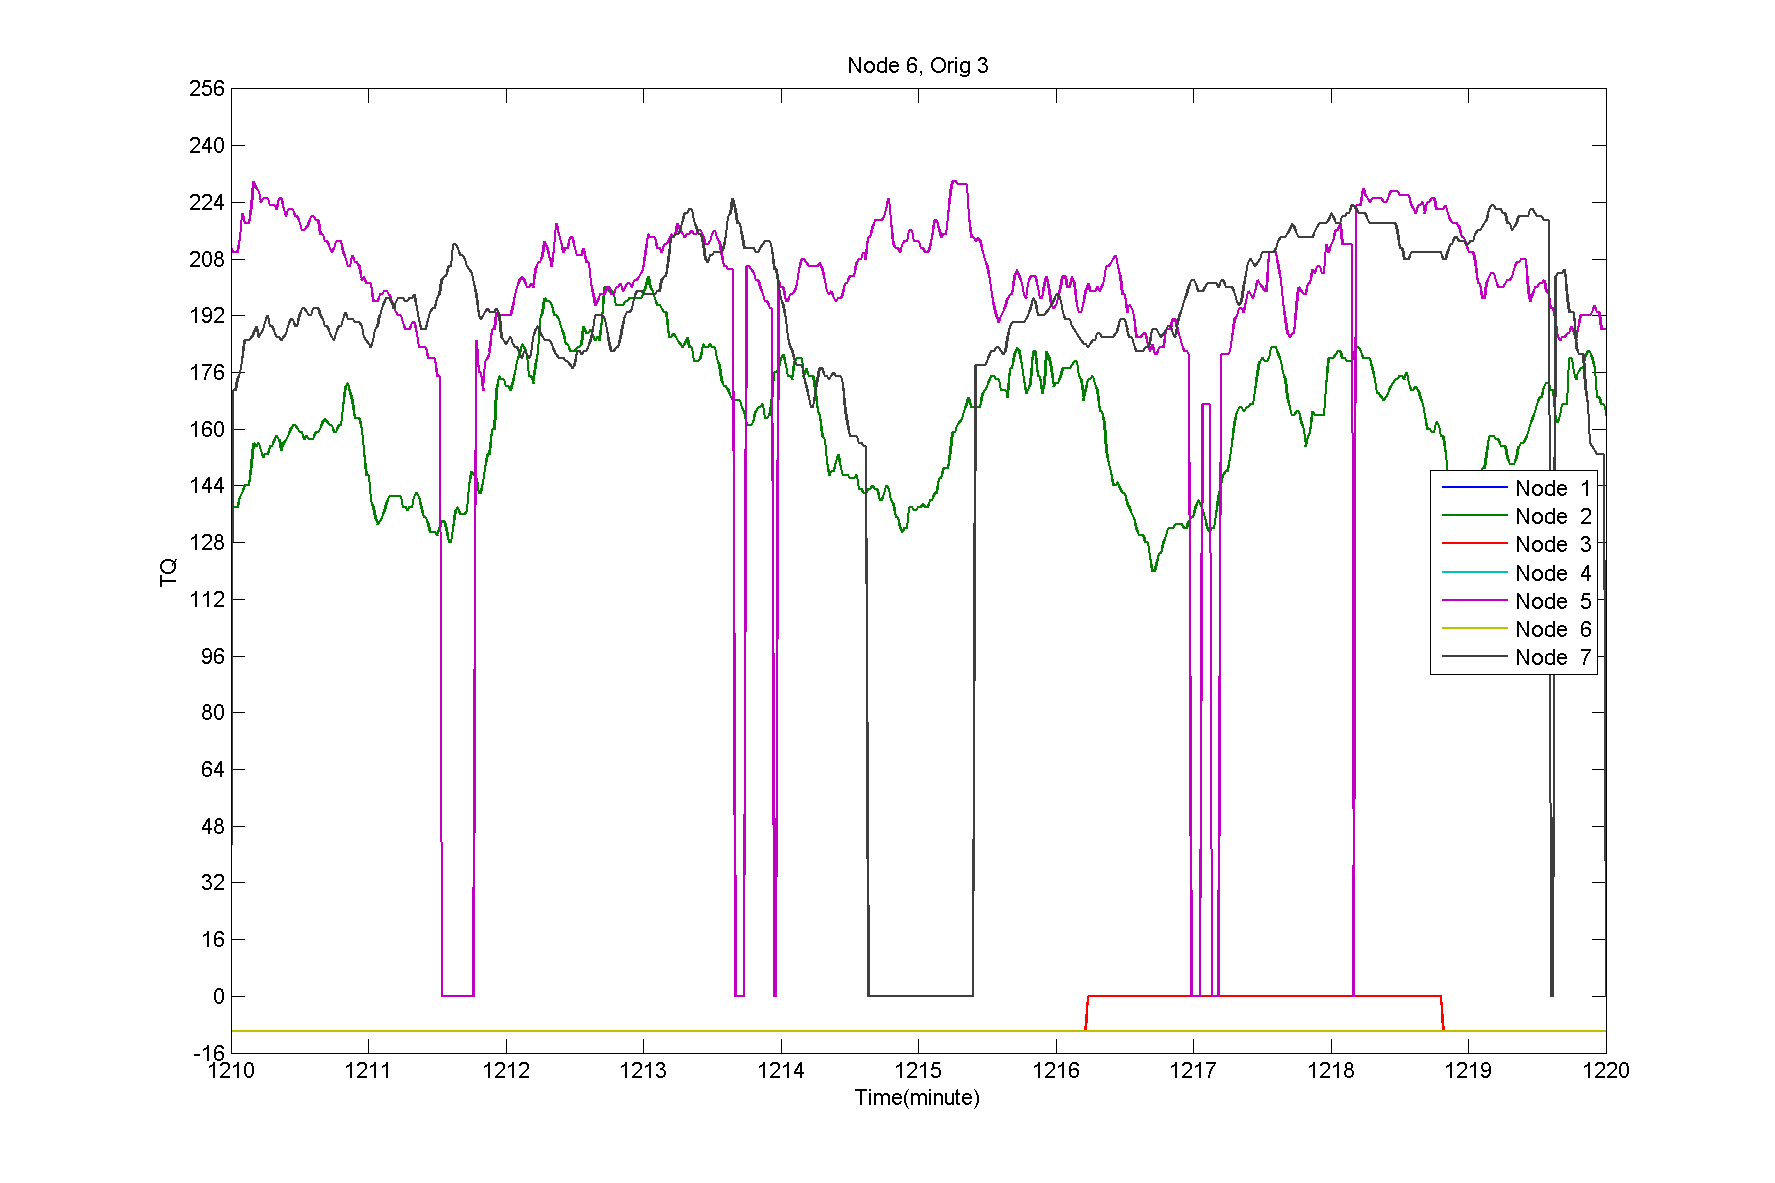 Node 6, Orig 3
256
240
224
208
192
176
160
144
128
112
96
80
64
48
32
16
0
-16
TQ
Node 1
Node 2
Node 3
Node 4
Node 5
Node 6
Node 7
1210 1211 1212 1213 1214 1215 1216 1217 1218 1219 1220
Time(minute)